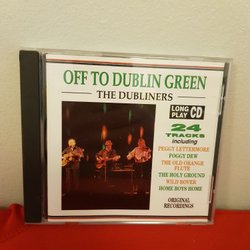 OFF TO DUBLIN GREEN
THE DUBLINERS
LONG
PLAY CD
24
TRACKS
including
PEGGY LETTERMORE
FOGGY DEW
THE OLD ORANGE
FLUTE
THE HOLY GROUND
WILD ROVER
HOME BOYS HOME
ORIGINAL
RECORDINGS